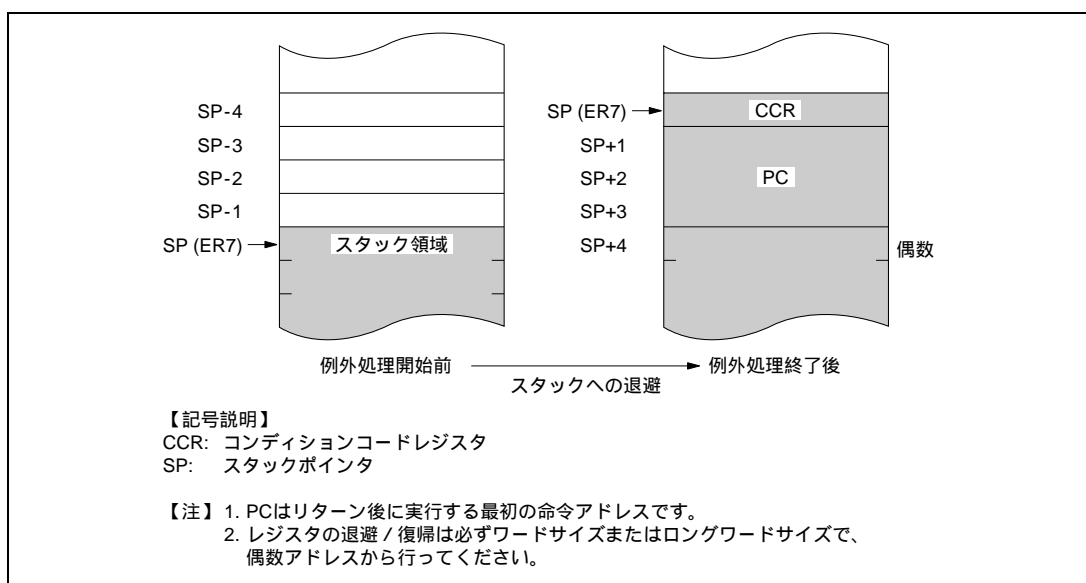 SP-4
SP-3
SP-2
SP-1
SP (ER7)
スタック領域
SP (ER7)
CCR
SP+1
SP+2
PC
SP+3
SP+4
偶数
例外処理開始前
スタックへの退避
例外処理終了後
【記号説明】
CCR: コンディションコードレジスタ
SP: スタックポインタ
【注】1. PCはリターン後に実行する最初の命令アドレスです。
2. レジスタの退避 / 復帰は必ずワードサイズまたはロングワードサイズで、
偶数アドレスから行ってください。